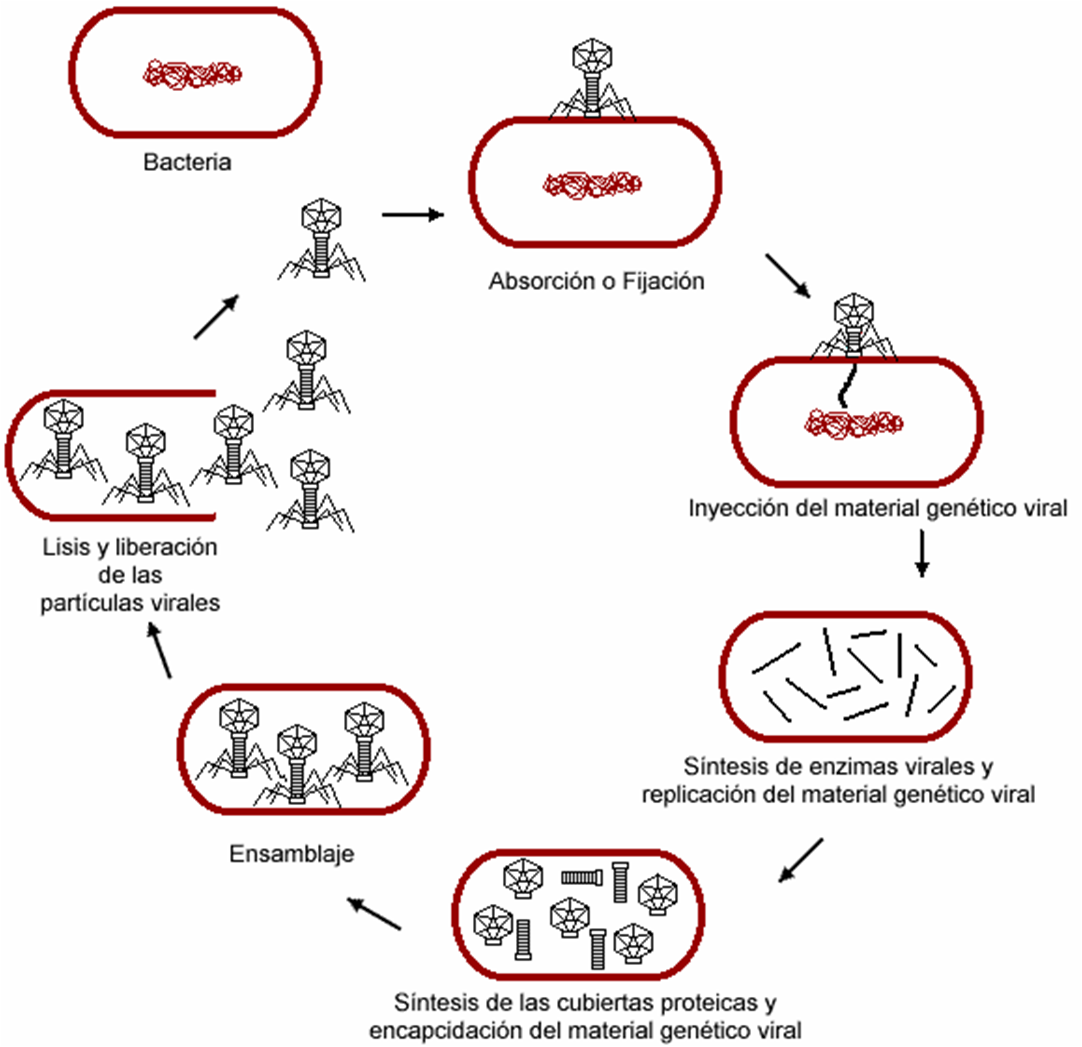 Bacteria
Absorción o Fijación
Inyección del material genético viral
Síntesis de enzimas virales y
replicación del material genético viral
Síntesis de las cubiertas proteicas y
encapcidación del material genético viral
Ensamblaje
Lisis y liberación
de las
partículas virales